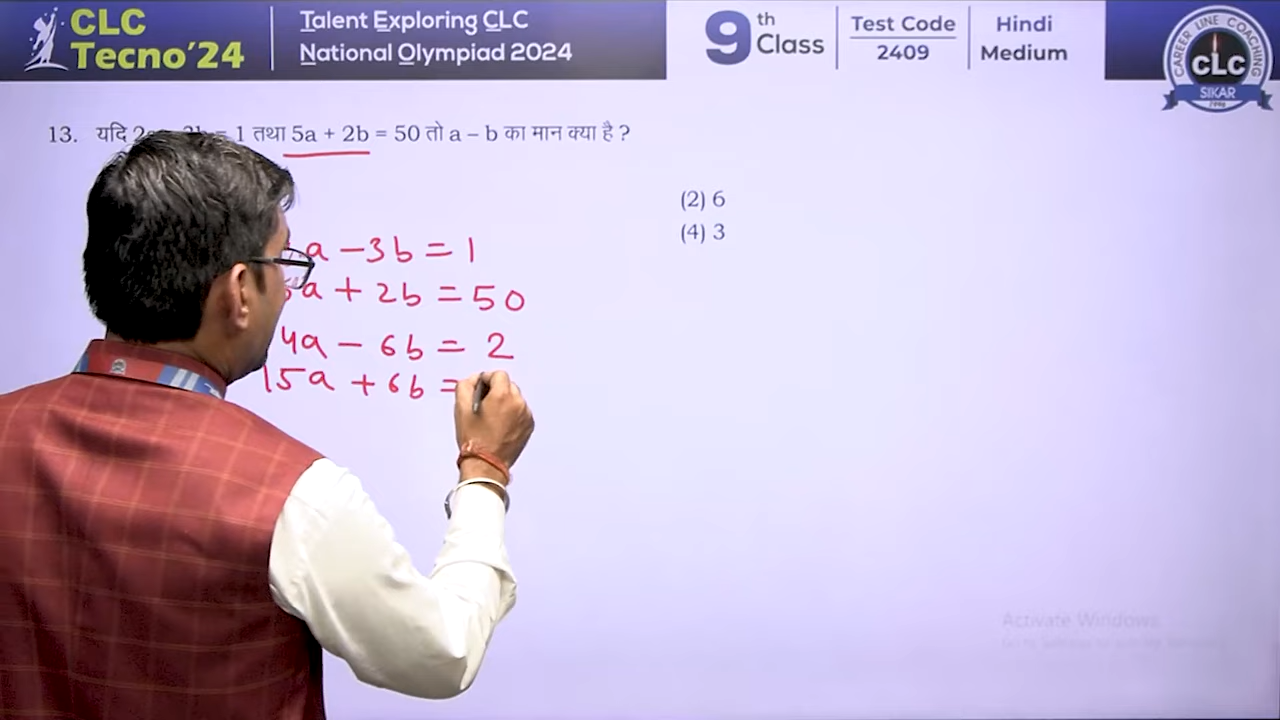 CLC
Tecno'24
Talent Exploring CLC
National Olympiad 2024
9th Class
Test Code
2409
Hindi
Medium
CAREER LINE COACHING
CLC
SIKAR
13. यदि = 1 तथा 5a + 2b = 50 तो a – b का मान क्या है ?
(2) 6
(4) 3
a - 3b = 1
a + 2b = 50
4a - 6b = 2
15a + 6b =
Activate Windows